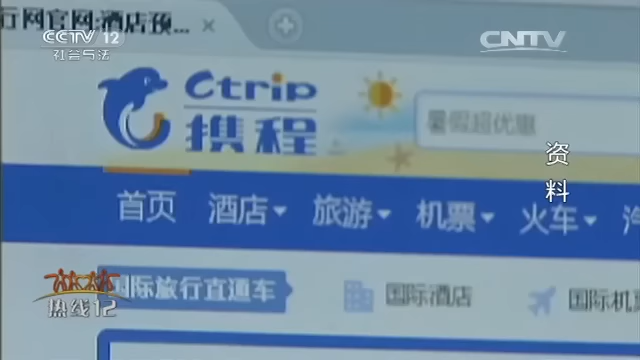 行网官网:酒店预...
CCTV 12
社会与法
CNTV
Ctrip
携程
暑假超优惠
资料
首页 酒店 旅游 机票 火车
国际旅行直通车 国际酒店 国际机票
热线12